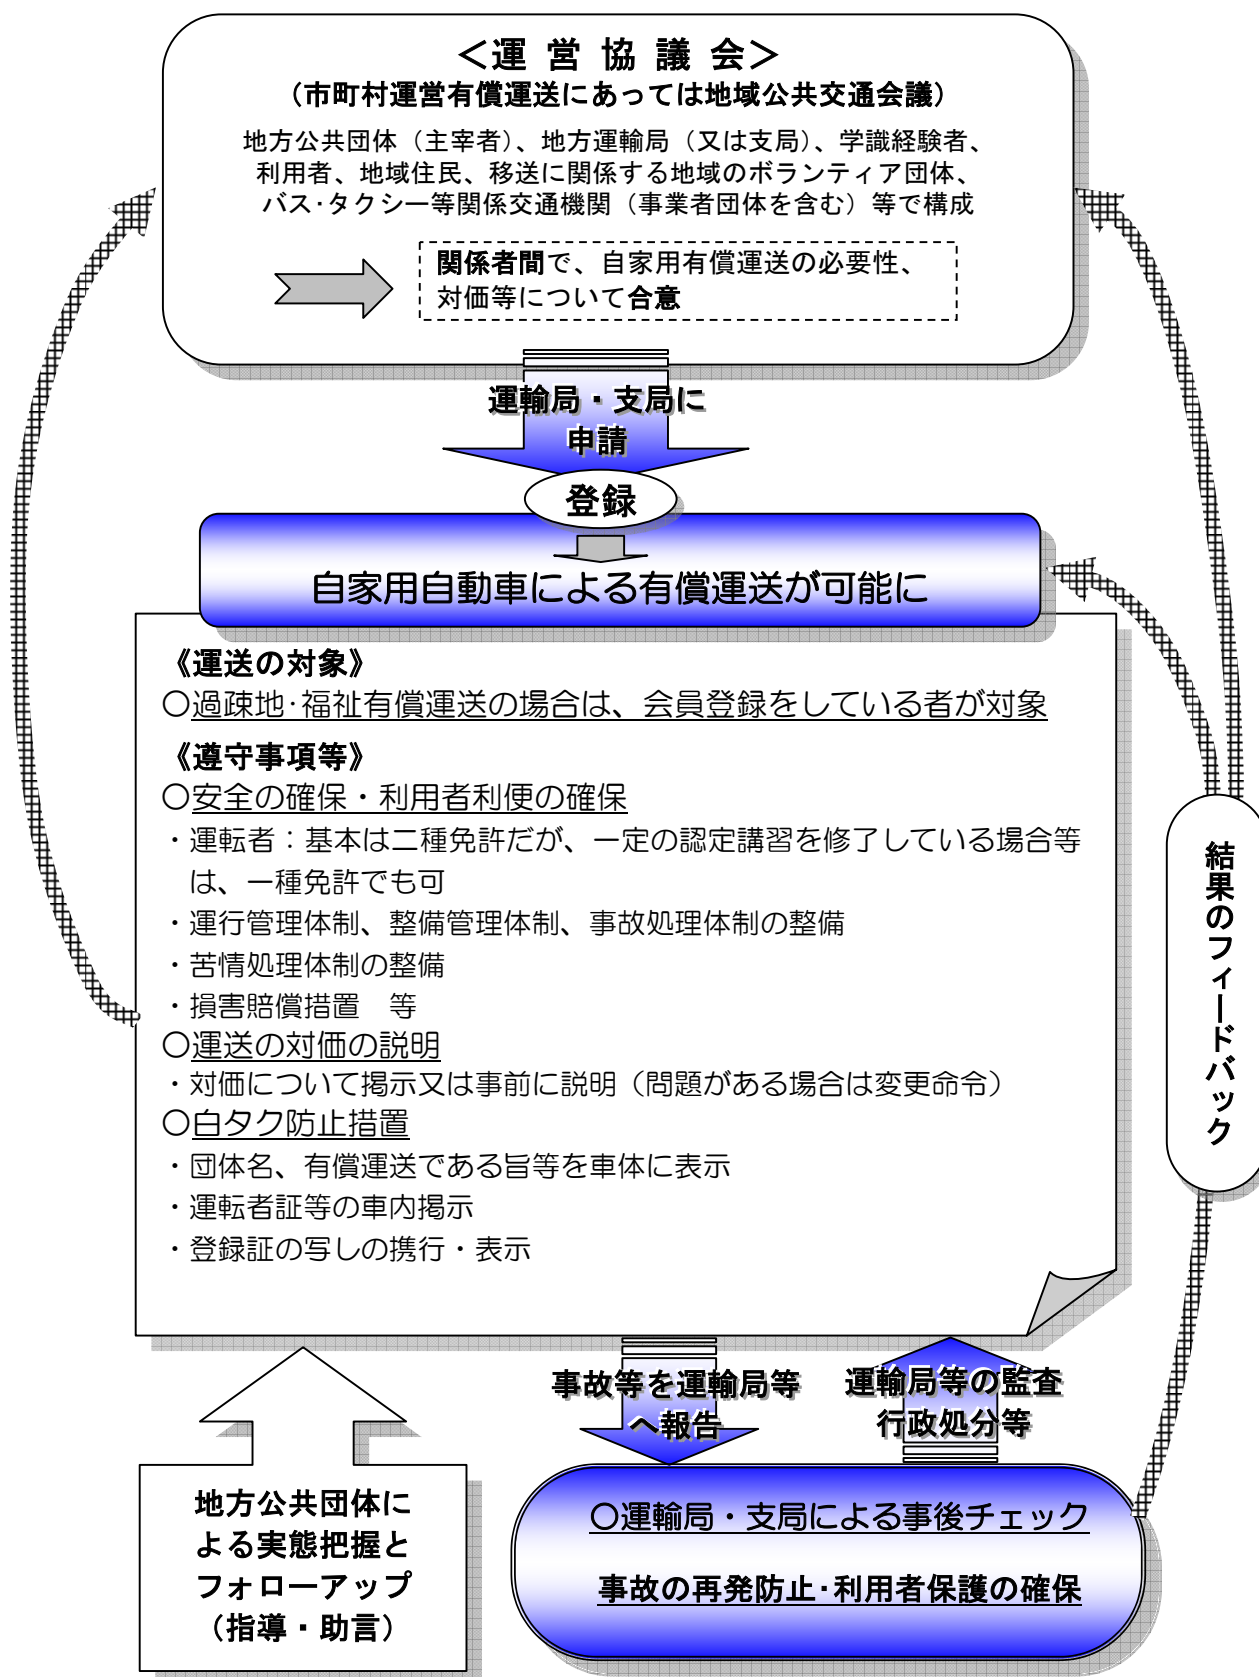 ＜運 営 協 議 会＞
（市町村運営有償運送にあっては地域公共交通会議）
地方公共団体（主宰者）、地方運輸局（又は支局）、学識経験者、
利用者、地域住民、移送に関係する地域のボランティア団体、
バス・タクシー等関係交通機関（事業者団体を含む）等で構成
関係者間で、自家用有償運送の必要性、
対価等について合意
運輸局・支局に
申請
登録
自家用自動車による有償運送が可能に
《運送の対象》
○過疎地・福祉有償運送の場合は、会員登録をしている者が対象
《遵守事項等》
○安全の確保・利用者利便の確保
・運転者：基本は二種免許だが、一定の認定講習を修了している場合等
は、一種免許でも可
・運行管理体制、整備管理体制、事故処理体制の整備
・苦情処理体制の整備
・損害賠償措置　等
○運送の対価の説明
・対価について掲示又は事前に説明（問題がある場合は変更命令）
○白タク防止措置
・団体名、有償運送である旨等を車体に表示
・運転者証等の車内掲示
・登録証の写しの携行・表示
結果のフィードバック
事故等を運輸局等
へ報告
運輸局等の監査
行政処分等
地方公共団体に
よる実態把握と
フォローアップ
（指導・助言）
○運輸局・支局による事後チェック
事故の再発防止・利用者保護の確保